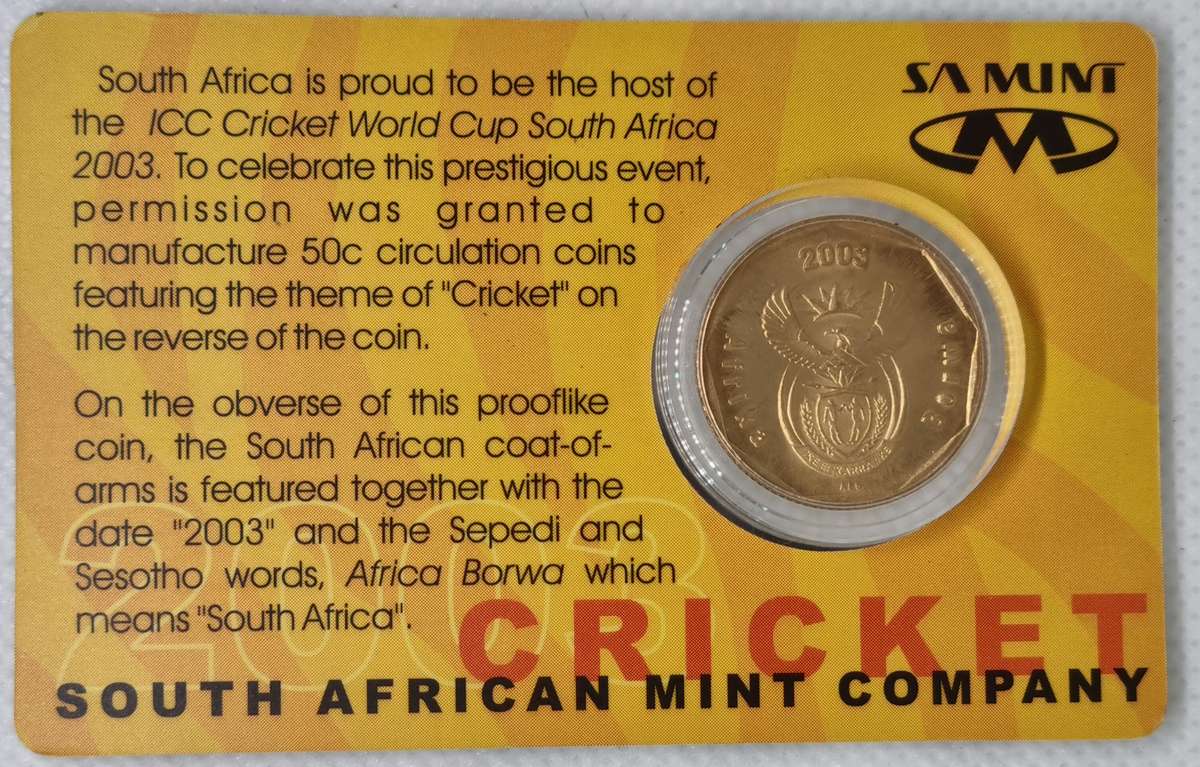 South Africa is proud to be the host of
the ICC Cricket World Cup South Africa
2003. To celebrate this prestigious event,
permission was granted to
manufacture 50c circulation coins
featuring the theme of "Cricket" on
the reverse of the coin.
On the obverse of this prooflike
coin, the South African coat-of-
arms is featured together with the
date "2003" and the Sepedi and
Sesotho words, Africa Borwa which
means "South Africa".
SA MINT
M
2003
AFRIKA
BORWA
2003
CRICKET
SOUTH AFRICAN MINT COMPANY